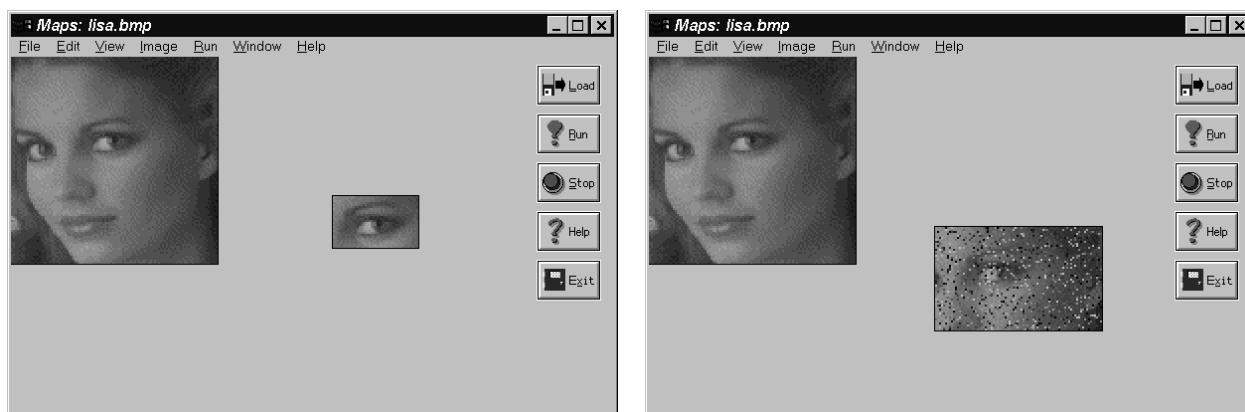 Maps: lisa.bmp
File Edit View Image Run Window Help
Load
Run
Stop
Help
Exit
Maps: lisa.bmp
File Edit View Image Run Window Help
Load
Run
Stop
Help
Exit